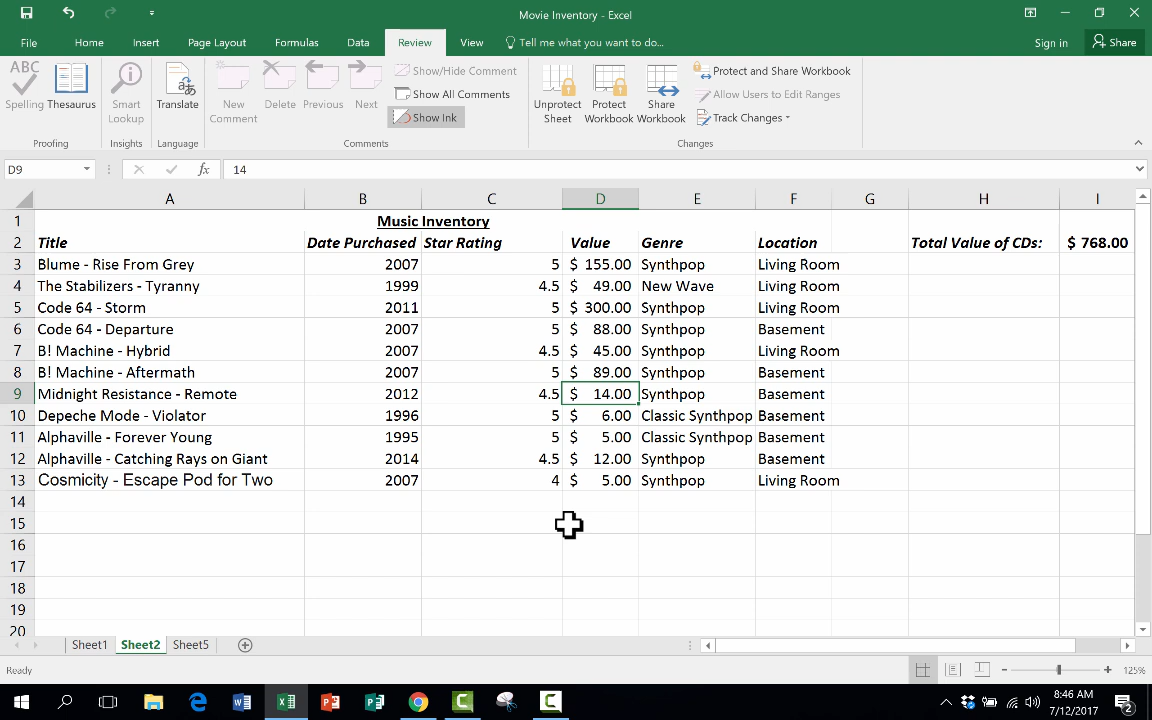 Movie Inventory - Excel
File Home Insert Page Layout Formulas Data Review View Tell me what you want to do... Sign in Share
ABC
Spelling Thesaurus Smart Lookup Translate New Comment Delete Previous Next
Show/Hide Comment
Show All Comments
Show Ink
Unprotect Sheet Protect Workbook Share Workbook
Protect and Share Workbook
Allow Users to Edit Ranges
Track Changes
Proofing Insights Language Comments Changes
D9 fx 14
A B C D E F G H I
1 Music Inventory
2 Title Date Purchased Star Rating Value Genre Location Total Value of CDs: $ 768.00
3 Blume - Rise From Grey 2007 5 $ 155.00 Synthpop Living Room
4 The Stabilizers - Tyranny 1999 4.5 $ 49.00 New Wave Living Room
5 Code 64 - Storm 2011 5 $ 300.00 Synthpop Living Room
6 Code 64 - Departure 2007 5 $ 88.00 Synthpop Basement
7 B! Machine - Hybrid 2007 4.5 $ 45.00 Synthpop Living Room
8 B! Machine - Aftermath 2007 5 $ 89.00 Synthpop Basement
9 Midnight Resistance - Remote 2012 4.5 $ 14.00 Synthpop Basement
10 Depeche Mode - Violator 1996 5 $ 6.00 Classic Synthpop Basement
11 Alphaville - Forever Young 1995 5 $ 5.00 Classic Synthpop Basement
12 Alphaville - Catching Rays on Giant 2014 4.5 $ 12.00 Synthpop Basement
13 Cosmicity - Escape Pod for Two 2007 4 $ 5.00 Synthpop Living Room
14
15
16
17
18
19
20
Sheet1 Sheet2 Sheet5
Ready 125%
8:46 AM
7/12/2017
2